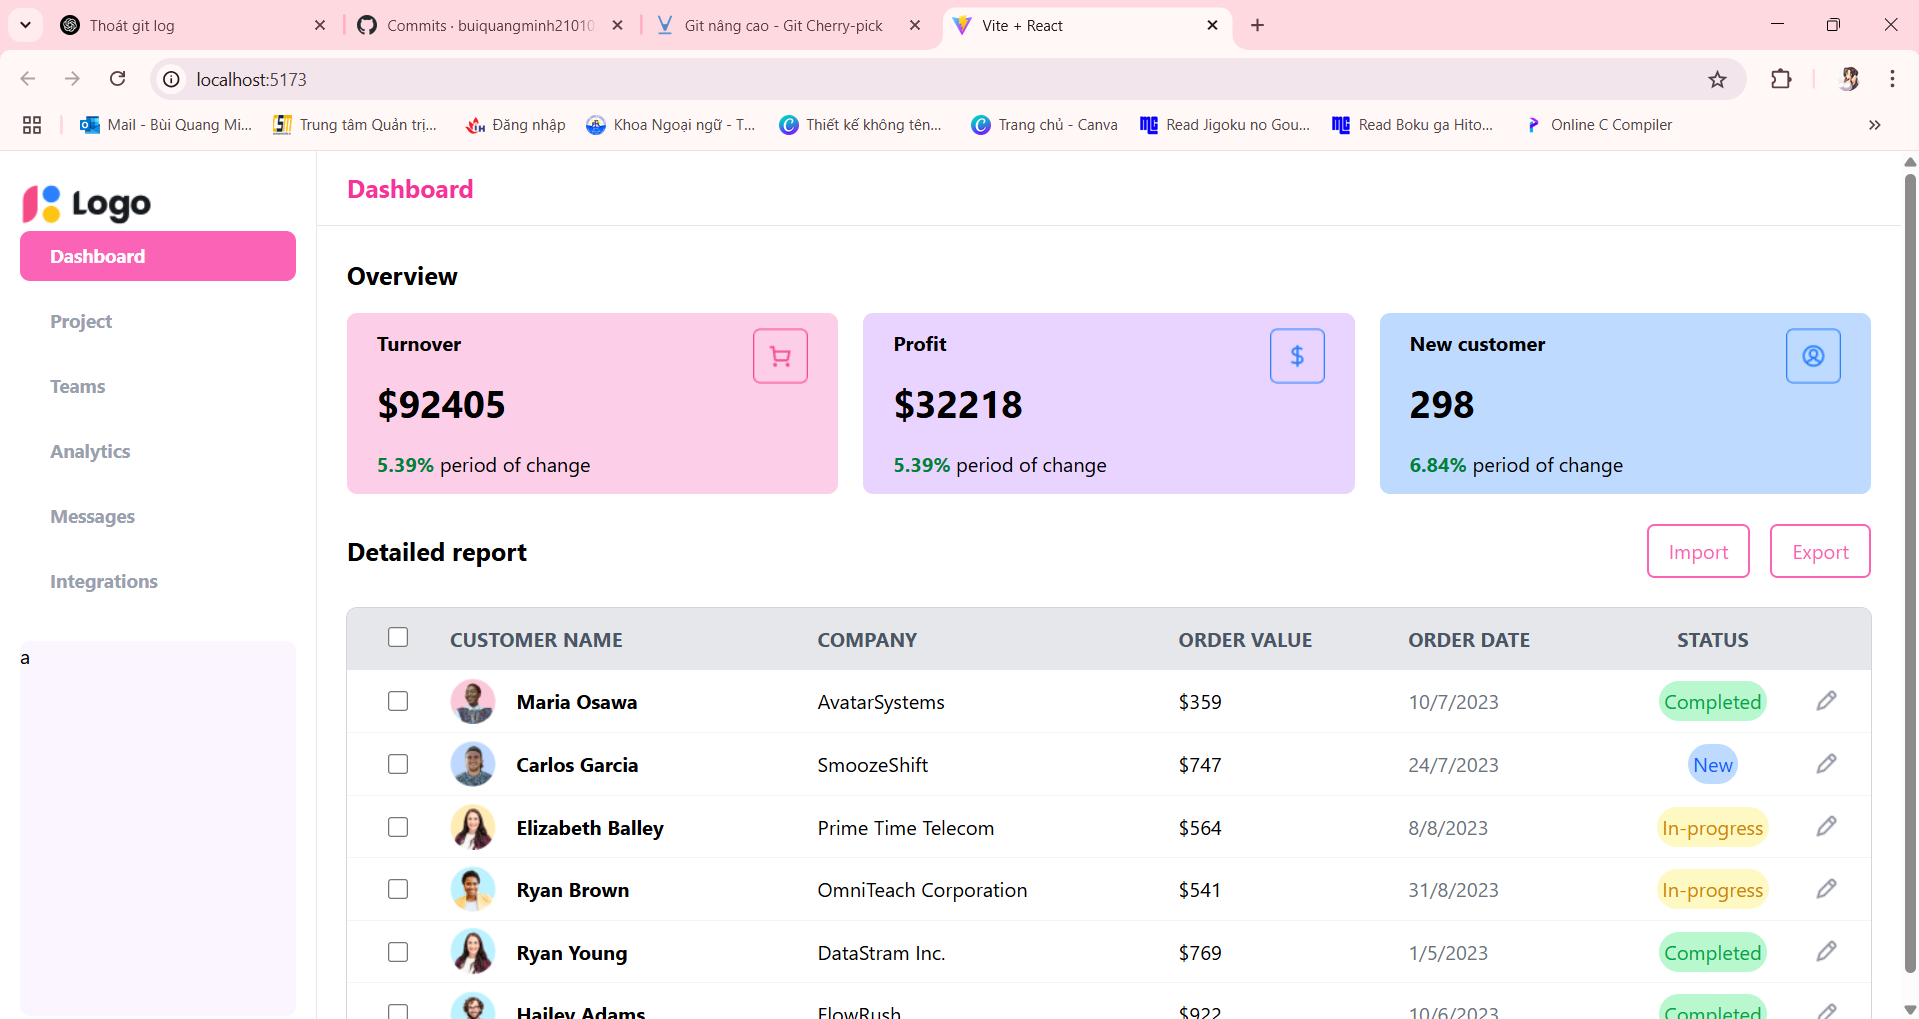 Thoát git log
Commits · buiquangminh21010
Git nâng cao - Git Cherry-pick
Vite + React
localhost:5173
Mail - Bùi Quang Mi...
Trung tâm Quản trị...
Đăng nhập
Khoa Ngoại ngữ - T...
Thiết kế không tên...
Trang chủ - Canva
Read Jigoku no Gou...
Read Boku ga Hito...
Online C Compiler
Logo
Dashboard
Project
Teams
Analytics
Messages
Integrations
a
Dashboard
Overview
Turnover
$92405
5.39% period of change
Profit
$32218
5.39% period of change
New customer
298
6.84% period of change
Detailed report
Import
Export
CUSTOMER NAME COMPANY ORDER VALUE ORDER DATE STATUS
Maria Osawa AvatarSystems $359 10/7/2023 Completed
Carlos Garcia SmoozeShift $747 24/7/2023 New
Elizabeth Balley Prime Time Telecom $564 8/8/2023 In-progress
Ryan Brown OmniTeach Corporation $541 31/8/2023 In-progress
Ryan Young DataStram Inc. $769 1/5/2023 Completed
Hailey Adams FlowRush $922 10/6/2023 Completed